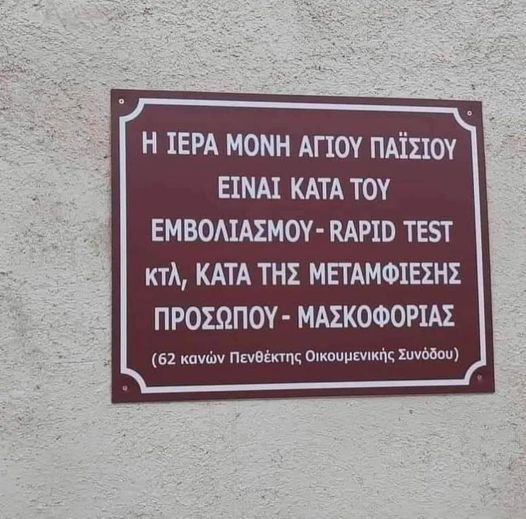 Η ΙΕΡΑ ΜΟΝΗ ΑΓΙΟΥ ΠΑΪΣΙΟΥ
ΕΙΝΑΙ ΚΑΤΑ ΤΟΥ
ΕΜΒΟΛΙΑΣΜΟΥ - RAPID TEST
κτλ, ΚΑΤΑ ΤΗΣ ΜΕΤΑΜΦΙΕΣΗΣ
ΠΡΟΣΩΠΟΥ - ΜΑΣΚΟΦΟΡΙΑΣ
(62 κανών Πενθέκτης Οικουμενικής Συνόδου)